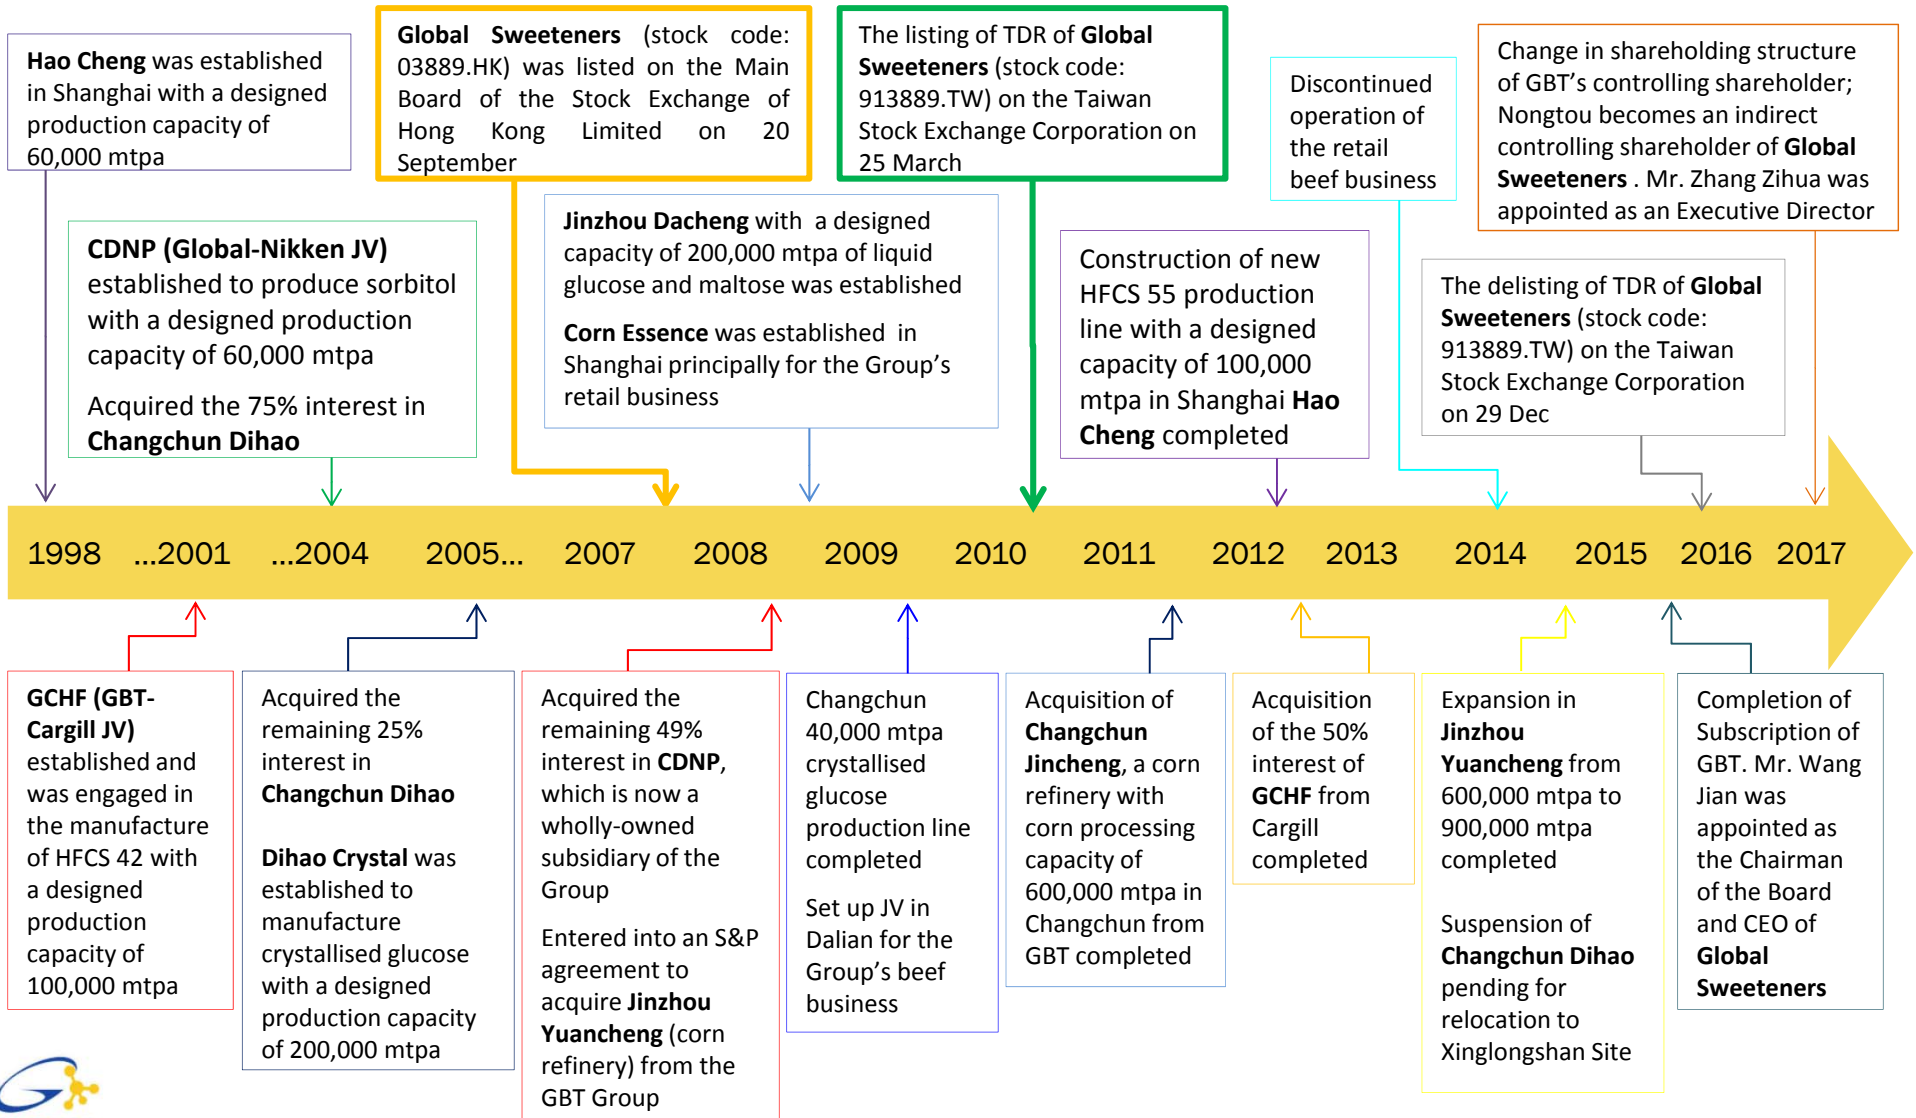 Hao Cheng was established
in Shanghai with a designed
production capacity of
60,000 mtpa
Global Sweeteners (stock code:
03889.HK) was listed on the Main
Board of the Stock Exchange of
Hong Kong Limited on 20
September
The listing of TDR of Global
Sweeteners (stock code:
913889.TW) on the Taiwan
Stock Exchange Corporation on
25 March
Discontinued
operation of
the retail
beef business
Change in shareholding structure
of GBT's controlling shareholder;
Nongtou becomes an indirect
controlling shareholder of Global
Sweeteners . Mr. Zhang Zihua was
appointed as an Executive Director
CDNP (Global-Nikken JV)
established to produce sorbitol
with a designed production
capacity of 60,000 mtpa
Acquired the 75% interest in
Changchun Dihao
Jinzhou Dacheng with a designed
capacity of 200,000 mtpa of liquid
glucose and maltose was established
Corn Essence was established in
Shanghai principally for the Group's
retail business
Construction of new
HFCS 55 production
line with a designed
capacity of 100,000
mtpa in Shanghai Hao
Cheng completed
The delisting of TDR of Global
Sweeteners (stock code:
913889.TW) on the Taiwan
Stock Exchange Corporation
on 29 Dec
1998 ...2001 ...2004 2005... 2007 2008 2009 2010 2011 2012 2013 2014 2015 2016 2017
GCHF (GBT-
Cargill JV)
established and
was engaged in
the manufacture
of HFCS 42 with
a designed
production
capacity of
100,000 mtpa
Acquired the
remaining 25%
interest in
Changchun Dihao
Dihao Crystal was
established to
manufacture
crystallised glucose
with a designed
production capacity
of 200,000 mtpa
Acquired the
remaining 49%
interest in CDNP,
which is now a
wholly-owned
subsidiary of the
Group
Entered into an S&P
agreement to
acquire Jinzhou
Yuancheng (corn
refinery) from the
GBT Group
Changchun
40,000 mtpa
crystallised
glucose
production line
completed
Set up JV in
Dalian for the
Group's beef
business
Acquisition of
Changchun
Jincheng, a corn
refinery with
corn processing
capacity of
600,000 mtpa in
Changchun from
GBT completed
Acquisition
of the 50%
interest of
GCHF from
Cargill
completed
Expansion in
Jinzhou
Yuancheng from
600,000 mtpa to
900,000 mtpa
completed
Suspension of
Changchun Dihao
pending for
relocation to
Xinglongshan Site
Completion of
Subscription of
GBT. Mr. Wang
Jian was
appointed as
the Chairman
of the Board
and CEO of
Global
Sweeteners